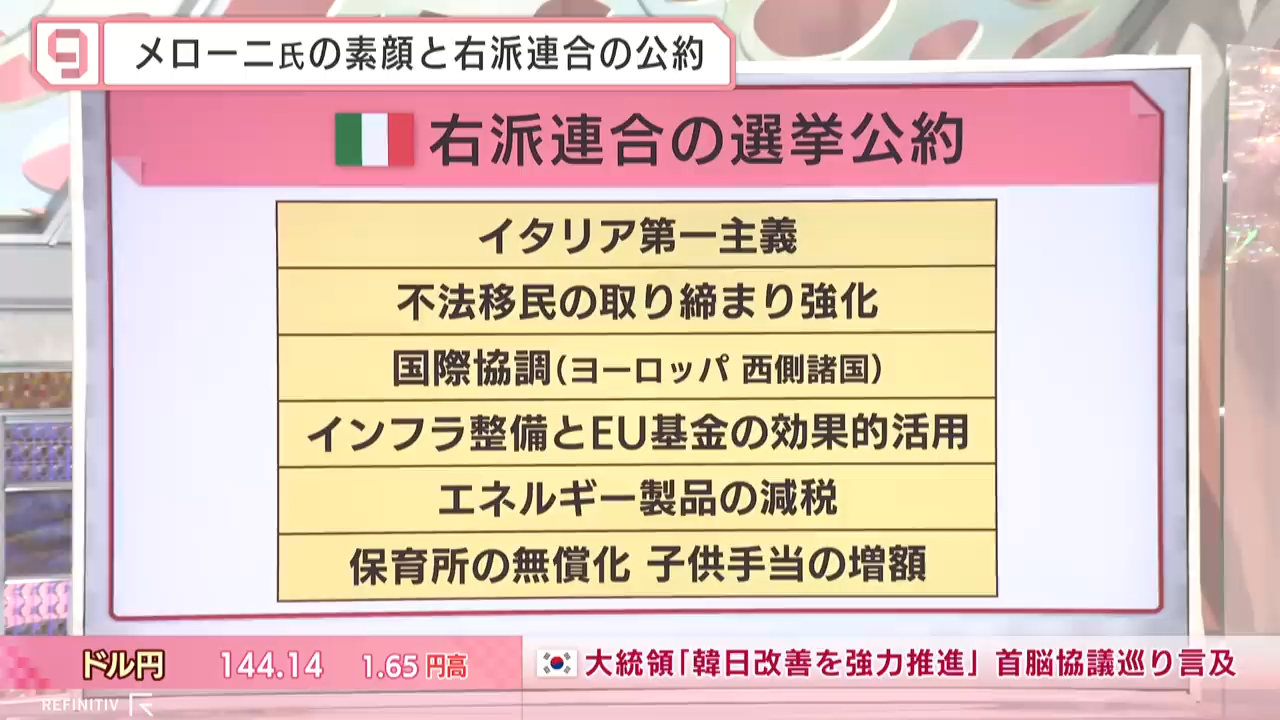 9
メローニ氏の素顔と右派連合の公約
右派連合の選挙公約
イタリア第一主義
不法移民の取り締まり強化
国際協調(ヨーロッパ 西側諸国)
インフラ整備とEU基金の効果的活用
エネルギー製品の減税
保育所の無償化 子供手当の増額
ドル円 144.14 1.65 円高
大統領「韓日改善を強力推進」 首脳協議巡り言及
REFINITIV